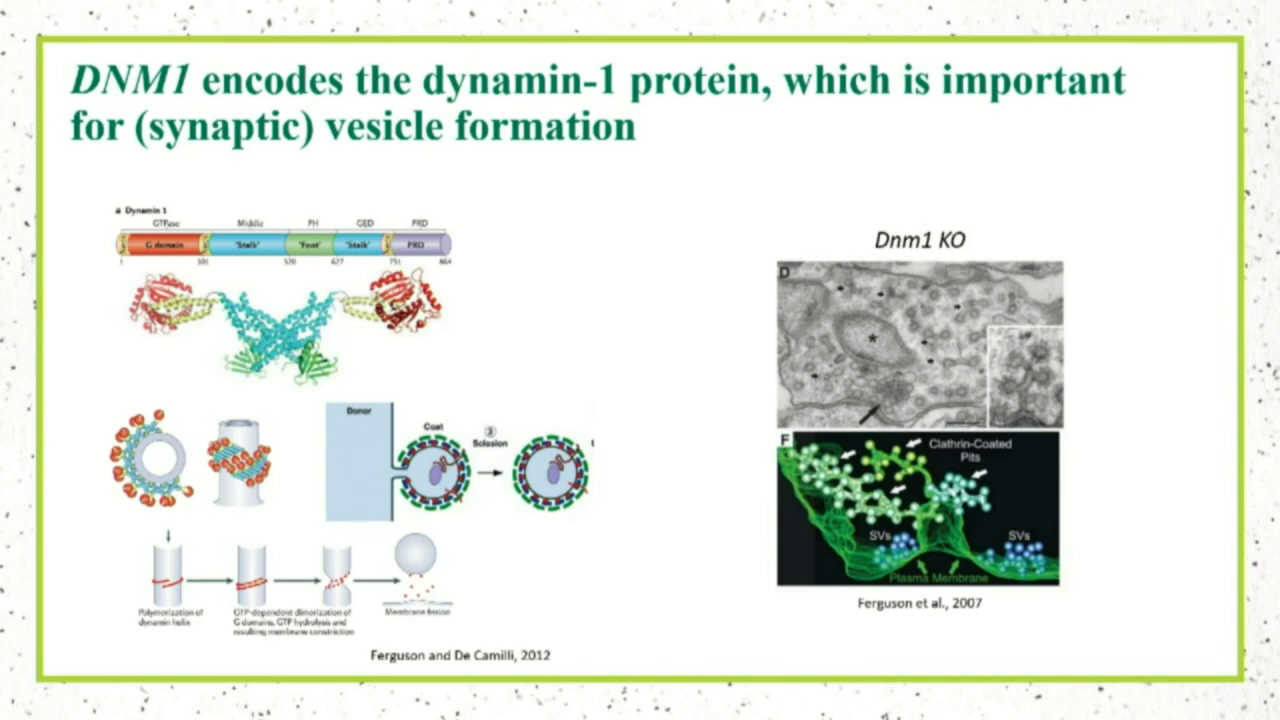 DNM1 encodes the dynamin-1 protein, which is important
for (synaptic) vesicle formation
a Dynamin 1
GTPase Middle PH GED PRD
G domain 'Stalk' 'Foot' 'Stalk' PRD
1 301 520 627 751 864
Donor
Coat
③
Scission
Polymerization of
dynamin helix
GTP-dependent dimerization of
G domains, GTP hydrolysis and
resulting membrane constriction
Membrane fission
Ferguson and De Camilli, 2012
Dnm1 KO
D
*
F
Clathrin-Coated
Pits
SVs
SVs
Plasma Membrane
Ferguson et al., 2007